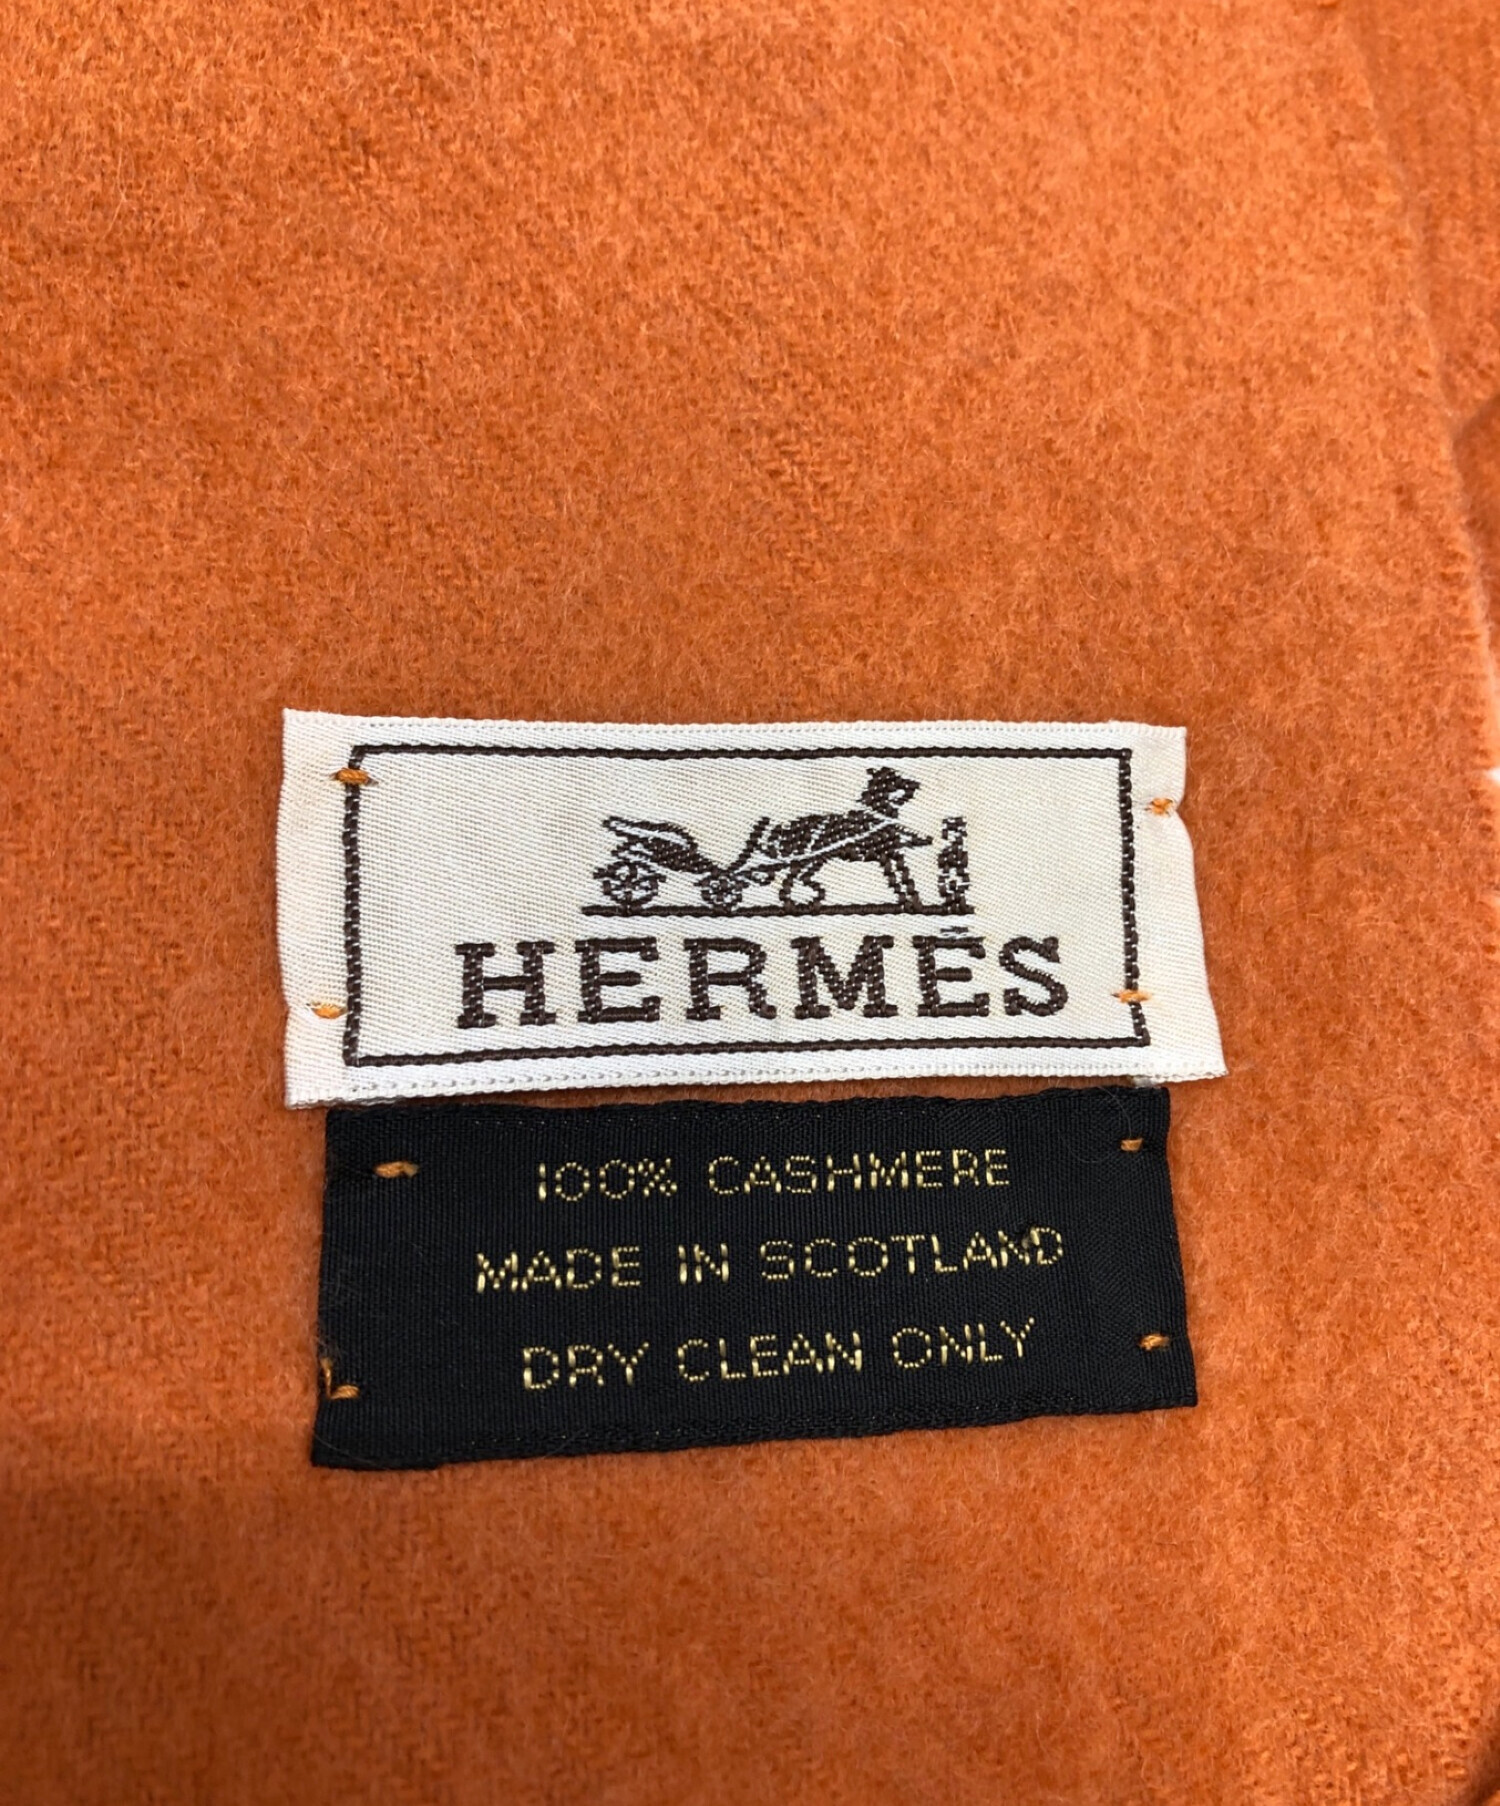 HERMÈS
100% CASHMERE
MADE IN SCOTLAND
DRY CLEAN ONLY